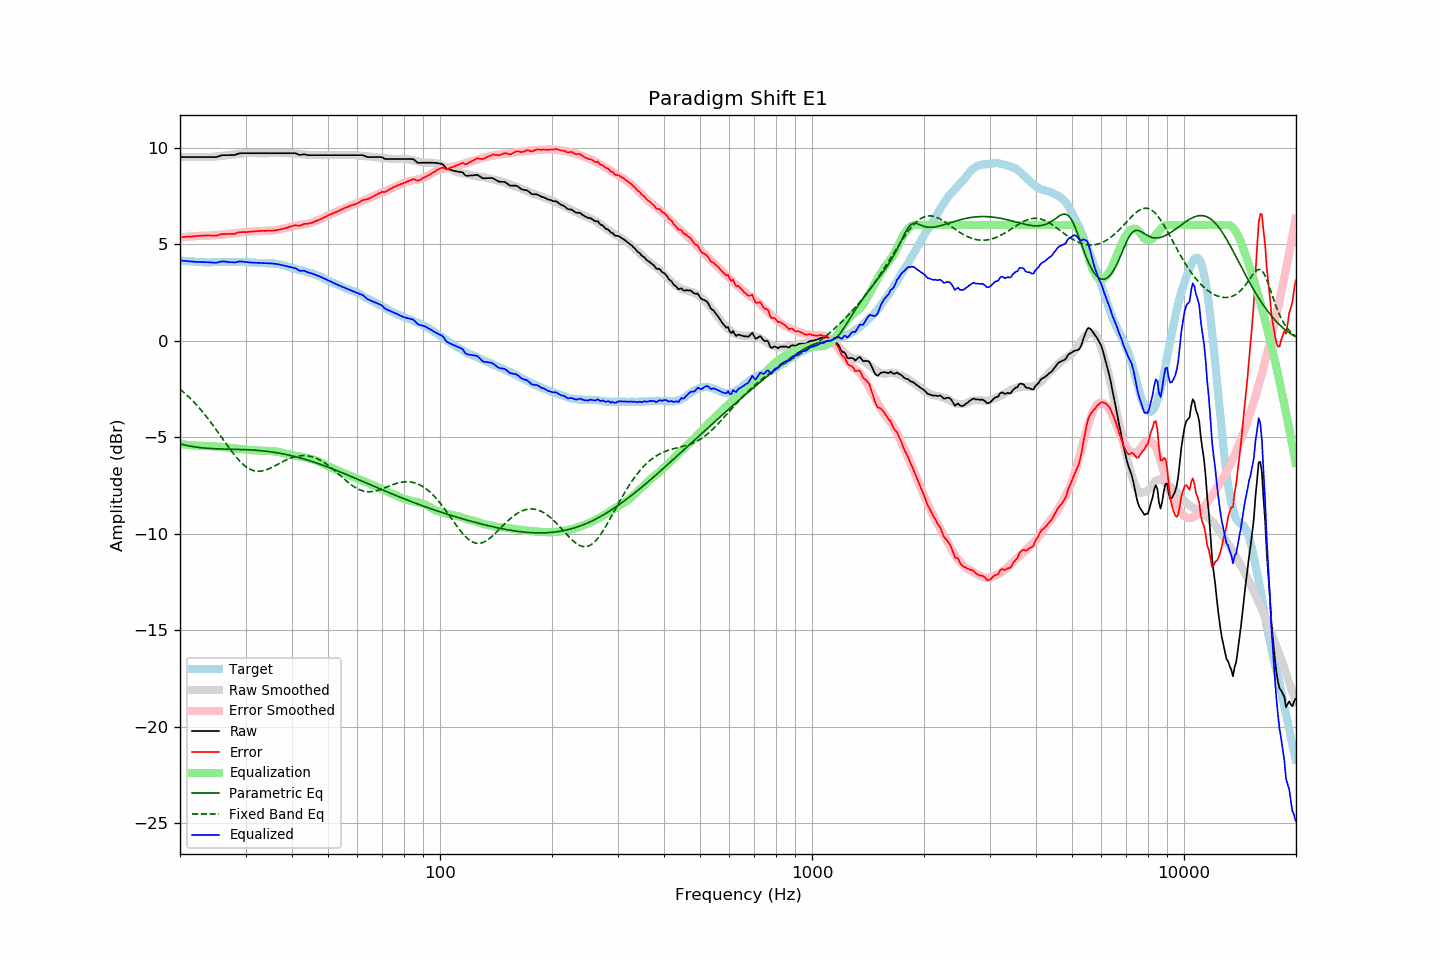 Paradigm Shift E1
Amplitude (dBr)
10
5
0
−5
−10
−15
−20
−25
Target
Raw Smoothed
Error Smoothed
Raw
Error
Equalization
Parametric Eq
Fixed Band Eq
Equalized
100
1000
10000
Frequency (Hz)